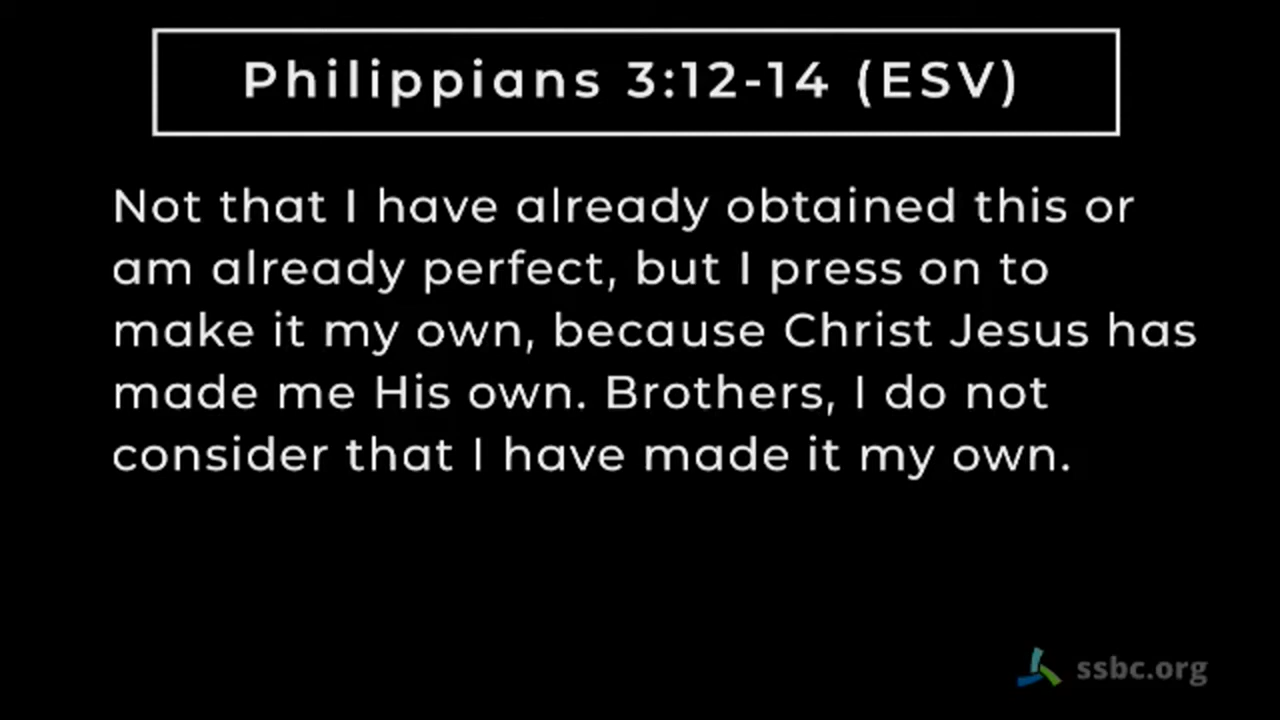 Philippians 3:12-14 (ESV)
Not that I have already obtained this or
am already perfect, but I press on to
make it my own, because Christ Jesus has
made me His own. Brothers, I do not
consider that I have made it my own.
ssbc.org